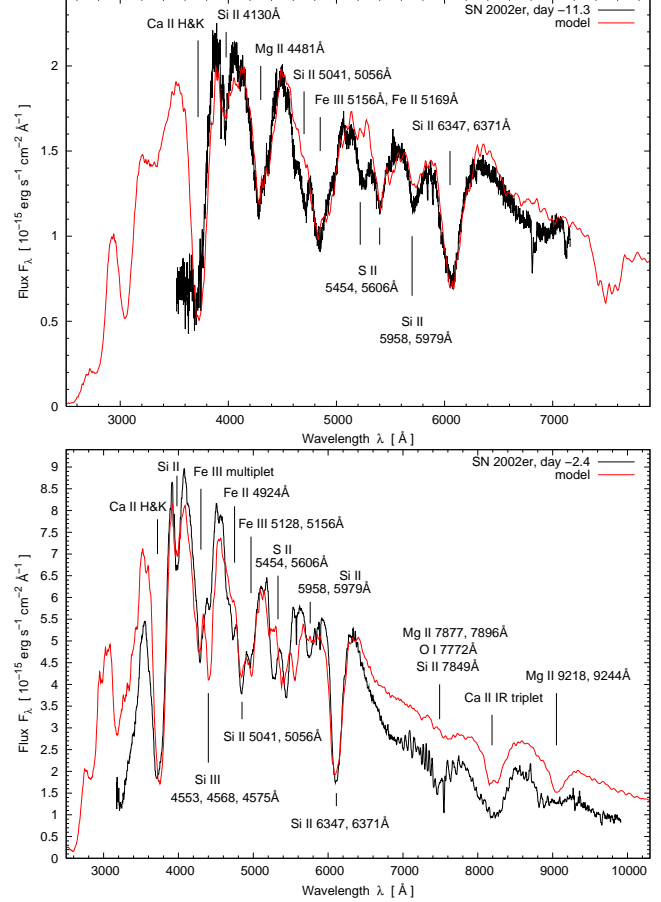 SN 2002er, day −11.3
model
Si II 4130Å
Ca II H&K
Mg II 4481Å
Si II 5041, 5056Å
Fe III 5156Å, Fe II 5169Å
Si II 6347, 6371Å
S II
5454, 5606Å
Si II
5958, 5979Å
Flux Fλ [ 10⁻¹⁵ erg s⁻¹ cm⁻² Å⁻¹ ]
2
1.5
1
0.5
0
3000 4000 5000 6000 7000
Wavelength λ [ Å ]
SN 2002er, day −2.4
model
Si II
Fe III multiplet
Ca II H&K
Fe II 4924Å
Fe III 5128, 5156Å
S II
5454, 5606Å
Si II
5958, 5979Å
Mg II 7877, 7896Å
O I 7772Å
Si II 7849Å
Mg II 9218, 9244Å
Ca II IR triplet
Si II 5041, 5056Å
Si III
4553, 4568, 4575Å
Si II 6347, 6371Å
Flux Fλ [ 10⁻¹⁵ erg s⁻¹ cm⁻² Å⁻¹ ]
9
8.5
8
7.5
7
6.5
6
5.5
5
4.5
4
3.5
3
2.5
2
1.5
1
0.5
0
3000 4000 5000 6000 7000 8000 9000 10000
Wavelength λ [ Å ]